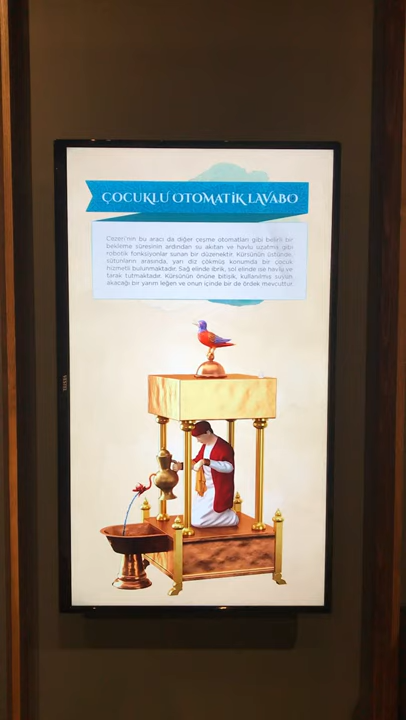 ÇOCUKLU OTOMATİK LAVABO
Cezeri'nin bu aracı da diğer çeşme otomatları gibi belirli bir
bekleme süresinin ardından su akıtan ve havlu uzatma gibi
robotik fonksiyonlar sunan bir düzenektir. Kürsünün üstünde,
sütunların arasında, yarı diz çökmüş konumda bir çocuk
hizmetli bulunmaktadır. Sağ elinde ibrik, sol elinde ise havlu ve
tarak tutmaktadır. Kürsünün önüne bitişik, kullanılmış suyun
akacağı bir yarım leğen ve onun içinde bir de ördek mevcuttur.
VESTEL